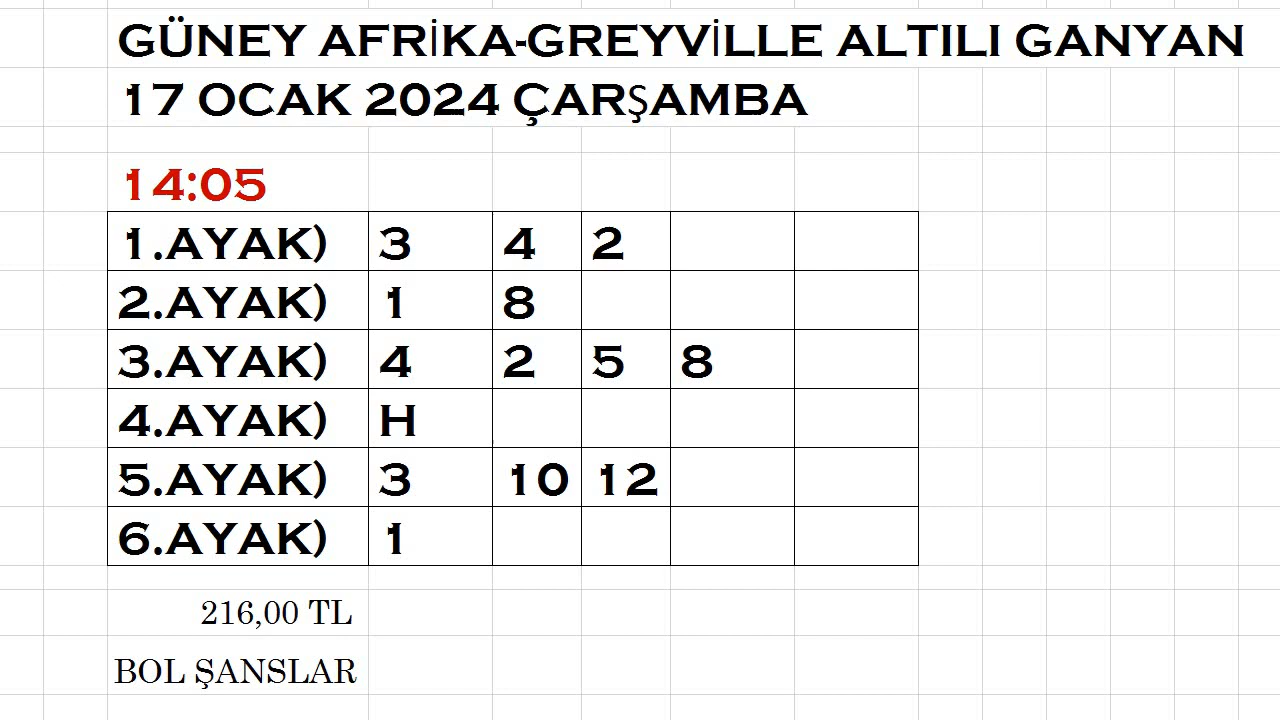 GÜNEY AFRİKA-GREYVİLLE ALTILI GANYAN
17 OCAK 2024 ÇARŞAMBA
14:05
1.AYAK) 3 4 2
2.AYAK) 1 8
3.AYAK) 4 2 5 8
4.AYAK) H
5.AYAK) 3 10 12
6.AYAK) 1
216,00 TL
BOL ŞANSLAR